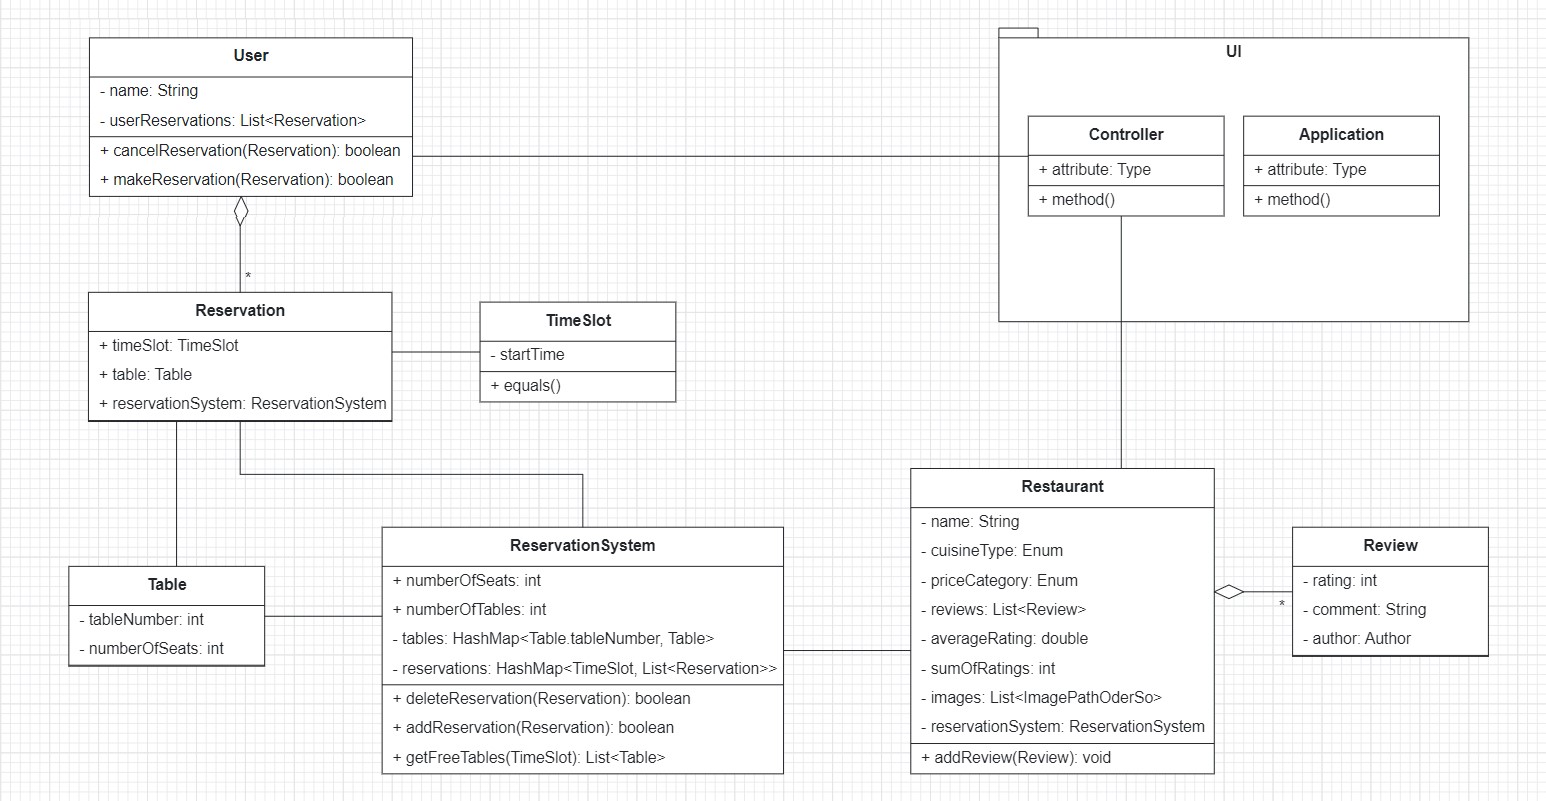 User
- name: String
- userReservations: List<Reservation>
+ cancelReservation(Reservation): boolean
+ makeReservation(Reservation): boolean
*
UI
Controller
+ attribute: Type
+ method()
Application
+ attribute: Type
+ method()
Reservation
+ timeSlot: TimeSlot
+ table: Table
+ reservationSystem: ReservationSystem
TimeSlot
- startTime
+ equals()
Table
- tableNumber: int
- numberOfSeats: int
ReservationSystem
+ numberOfSeats: int
+ numberOfTables: int
- tables: HashMap<Table.tableNumber, Table>
- reservations: HashMap<TimeSlot, List<Reservation>>
+ deleteReservation(Reservation): boolean
+ addReservation(Reservation): boolean
+ getFreeTables(TimeSlot): List<Table>
Restaurant
- name: String
- cuisineType: Enum
- priceCategory: Enum
- reviews: List<Review>
- averageRating: double
- sumOfRatings: int
- images: List<ImagePathOderSo>
- reservationSystem: ReservationSystem
+ addReview(Review): void
*
Review
- rating: int
- comment: String
- author: Author